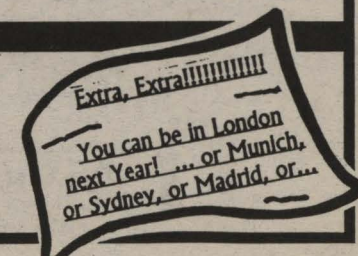 Extra, Extra!!!!!!!!!!!!
You can be in London
next Year! ... or Munich,
or Sydney, or Madrid, or...